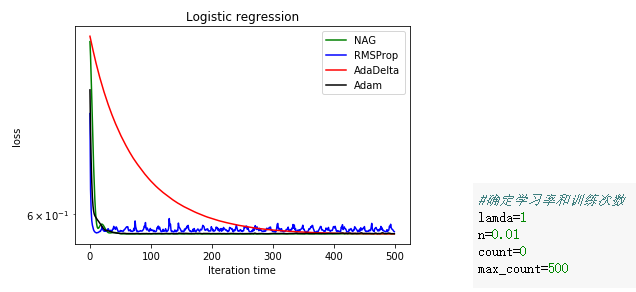 Logistic regression
NAG
RMSProp
AdaDelta
Adam
loss
6 × 10⁻¹
0
100
200
300
400
500
Iteration time
#确定学习率和训练次数
lamda=1
n=0.01
count=0
max_count=500